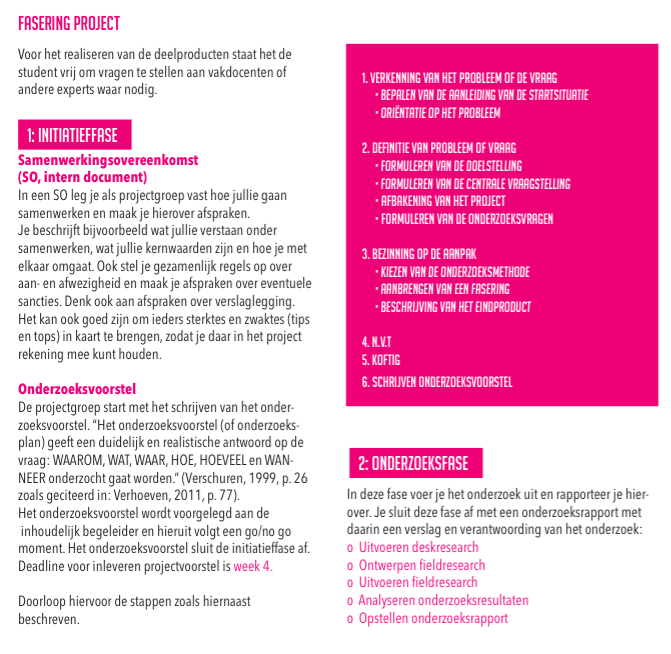 FASERING PROJECT
Voor het realiseren van de deelproducten staat het de
student vrij om vragen te stellen aan vakdocenten of
andere experts waar nodig.
1: INITIATIEFFASE
Samenwerkingsovereenkomst
(SO, intern document)
In een SO leg je als projectgroep vast hoe jullie gaan
samenwerken en maak je hierover afspraken.
Je beschrijft bijvoorbeeld wat jullie verstaan onder
samenwerken, wat jullie kernwaarden zijn en hoe je met
elkaar omgaat. Ook stel je gezamenlijk regels op over
aan- en afwezigheid en maak je afspraken over eventuele
sancties. Denk ook aan afspraken over verslaglegging.
Het kan ook goed zijn om ieders sterktes en zwaktes (tips
en tops) in kaart te brengen, zodat je daar in het project
rekening mee kunt houden.
Onderzoeksvoorstel
De projectgroep start met het schrijven van het onder-
zoeksvoorstel. “Het onderzoeksvoorstel (of onderzoeks-
plan) geeft een duidelijk en realistische antwoord op de
vraag: WAAROM, WAT, WAAR, HOE, HOEVEEL en WAN-
NEER onderzocht gaat worden.” (Verschuren, 1999, p. 26
zoals geciteerd in: Verhoeven, 2011, p. 77).
Het onderzoeksvoorstel wordt voorgelegd aan de
inhoudelijk begeleider en hieruit volgt een go/no go
moment. Het onderzoeksvoorstel sluit de initiatieffase af.
Deadline voor inleveren projectvoorstel is week 4.
Doorloop hiervoor de stappen zoals hiernaast
beschreven.
1. VERKENNING VAN HET PROBLEEM OF DE VRAAG
• BEPALEN VAN DE AANLEIDING VAN DE STARTSITUATIE
• ORIËNTATIE OP HET PROBLEEM
2. DEFINITIE VAN PROBLEEM OF VRAAG
• FORMULEREN VAN DE DOELSTELLING
• FORMULEREN VAN DE CENTRALE VRAAGSTELLING
• AFBAKENING VAN HET PROJECT
• FORMULEREN VAN DE ONDERZOEKSVRAGEN
3. BEZINNING OP DE AANPAK
• KIEZEN VAN DE ONDERZOEKSMETHODE
• AANBRENGEN VAN EEN FASERING
• BESCHRIJVING VAN HET EINDPRODUCT
4. N.V.T
5. KOFTIG
6. SCHRIJVEN ONDERZOEKSVOORSTEL
2: ONDERZOEKSFASE
In deze fase voer je het onderzoek uit en rapporteer je hier-
over. Je sluit deze fase af met een onderzoeksrapport met
daarin een verslag en verantwoording van het onderzoek:
o Uitvoeren deskresearch
o Ontwerpen fieldresearch
o Uitvoeren fieldresearch
o Analyseren onderzoeksresultaten
o Opstellen onderzoeksrapport